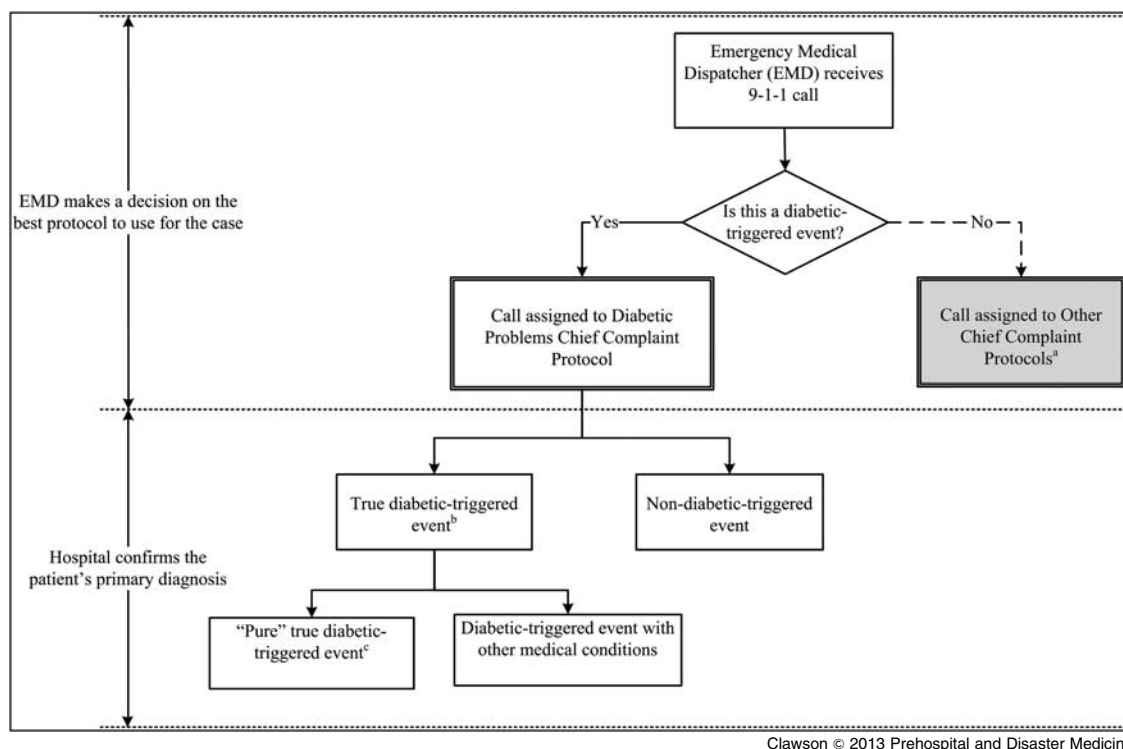 Emergency Medical
Dispatcher (EMD) receives
9-1-1 call
EMD makes a decision on the
best protocol to use for the case
Is this a diabetic-
triggered event?
Yes
No
Call assigned to Diabetic
Problems Chief Complaint
Protocol
Call assigned to Other
Chief Complaint
Protocolsᵃ
True diabetic-triggered
eventᵇ
Non-diabetic-triggered
event
Hospital confirms the
patient’s primary diagnosis
“Pure” true diabetic-
triggered eventᶜ
Diabetic-triggered event with
other medical conditions
Clawson © 2013 Prehospital and Disaster Medicin